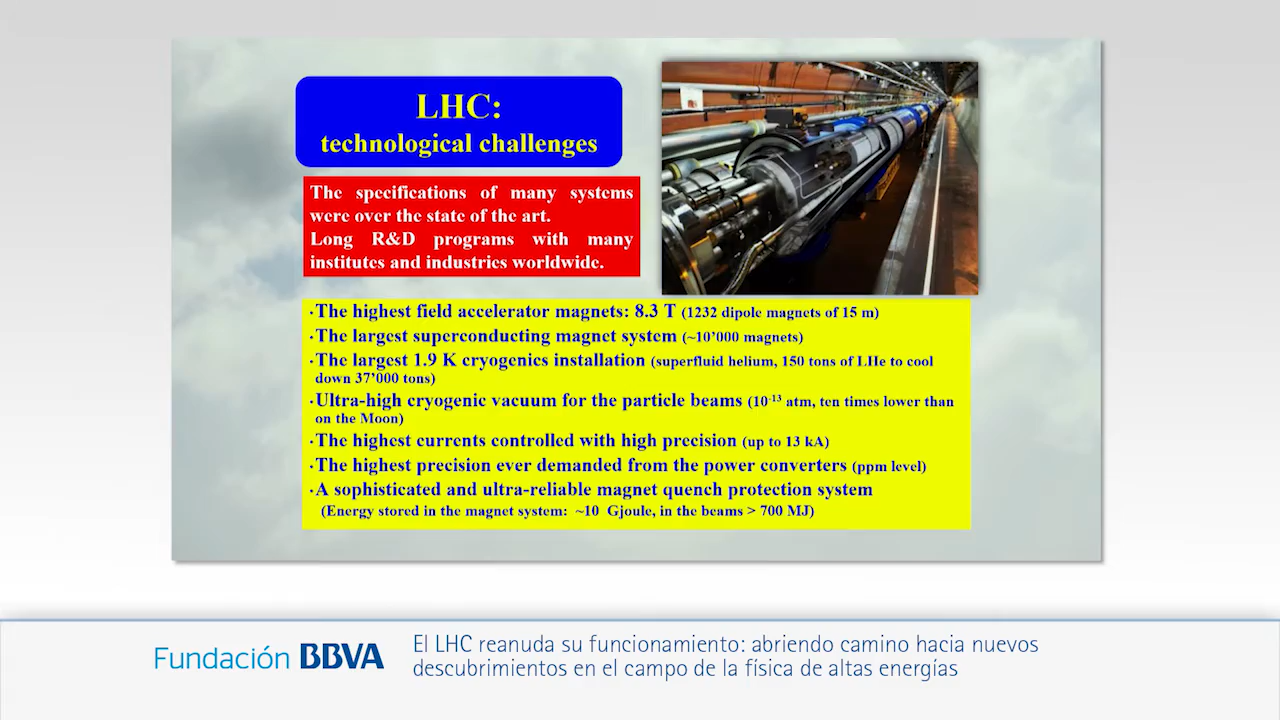 LHC:
technological challenges
The specifications of many systems
were over the state of the art.
Long R&D programs with many
institutes and industries worldwide.
·The highest field accelerator magnets: 8.3 T (1232 dipole magnets of 15 m)
·The largest superconducting magnet system (~10’000 magnets)
·The largest 1.9 K cryogenics installation (superfluid helium, 150 tons of LHe to cool
down 37’000 tons)
·Ultra-high cryogenic vacuum for the particle beams (10⁻¹³ atm, ten times lower than
on the Moon)
·The highest currents controlled with high precision (up to 13 kA)
·The highest precision ever demanded from the power converters (ppm level)
·A sophisticated and ultra-reliable magnet quench protection system
(Energy stored in the magnet system: ~10 Gjoule, in the beams > 700 MJ)
Fundación BBVA
El LHC reanuda su funcionamiento: abriendo camino hacia nuevos
descubrimientos en el campo de la física de altas energías